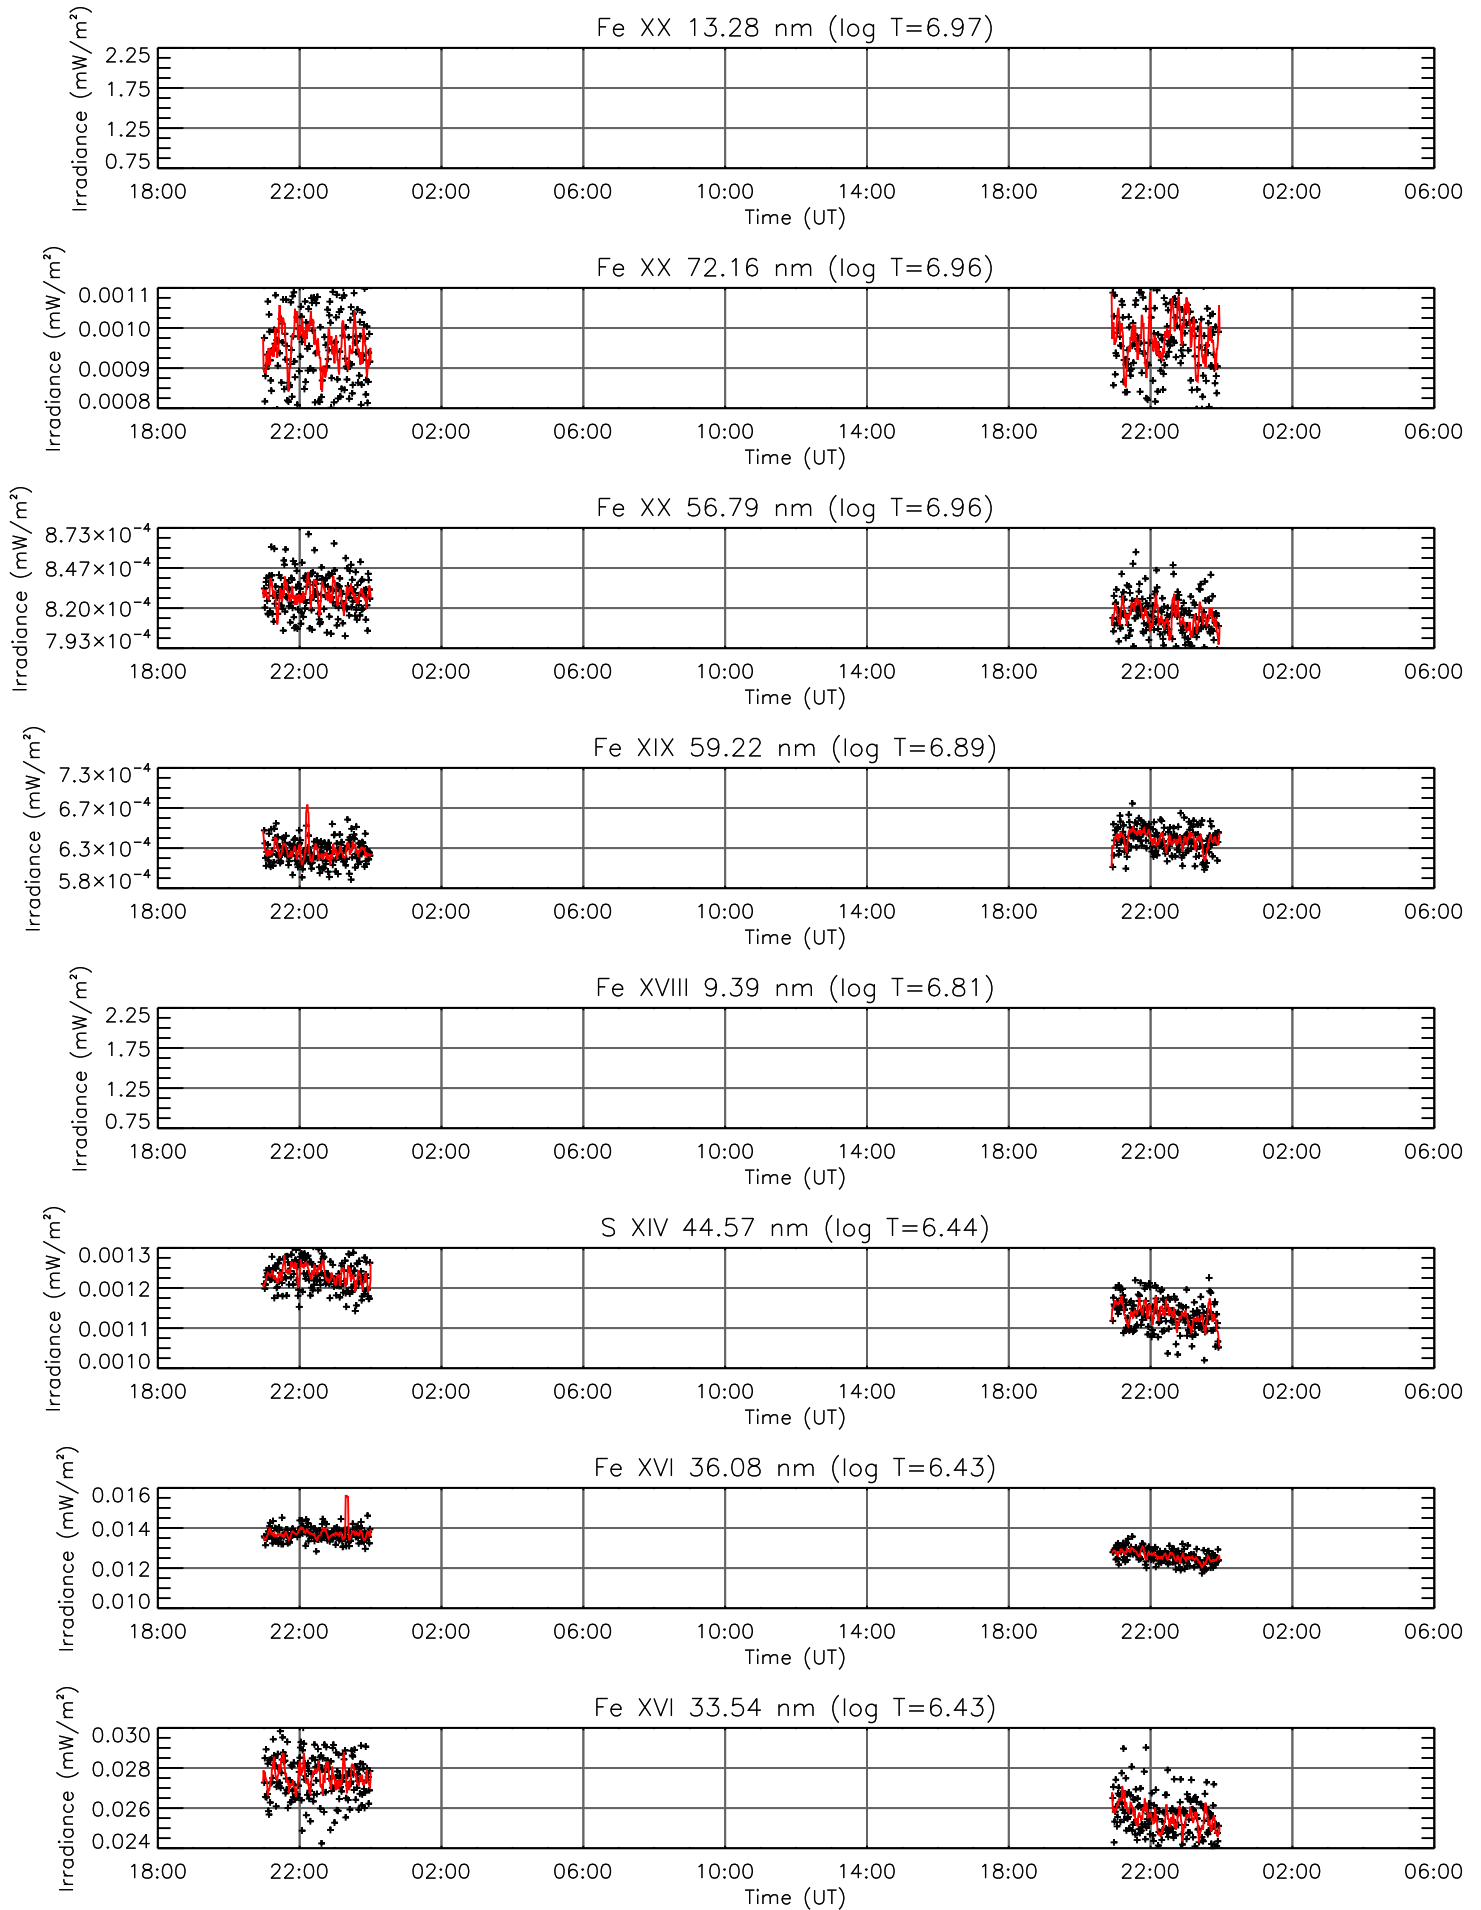 Fe XX 13.28 nm (log T=6.97)
Irradiance (mW/m²)
2.25
1.75
1.25
0.75
18:00 22:00 02:00 06:00 10:00 14:00 18:00 22:00 02:00 06:00
Time (UT)
Fe XX 72.16 nm (log T=6.96)
Irradiance (mW/m²)
0.0011
0.0010
0.0009
0.0008
18:00 22:00 02:00 06:00 10:00 14:00 18:00 22:00 02:00 06:00
Time (UT)
Fe XX 56.79 nm (log T=6.96)
Irradiance (mW/m²)
8.73×10⁻⁴
8.47×10⁻⁴
8.20×10⁻⁴
7.93×10⁻⁴
18:00 22:00 02:00 06:00 10:00 14:00 18:00 22:00 02:00 06:00
Time (UT)
Fe XIX 59.22 nm (log T=6.89)
Irradiance (mW/m²)
7.3×10⁻⁴
6.7×10⁻⁴
6.3×10⁻⁴
5.8×10⁻⁴
18:00 22:00 02:00 06:00 10:00 14:00 18:00 22:00 02:00 06:00
Time (UT)
Fe XVIII 9.39 nm (log T=6.81)
Irradiance (mW/m²)
2.25
1.75
1.25
0.75
18:00 22:00 02:00 06:00 10:00 14:00 18:00 22:00 02:00 06:00
Time (UT)
S XIV 44.57 nm (log T=6.44)
Irradiance (mW/m²)
0.0013
0.0012
0.0011
0.0010
18:00 22:00 02:00 06:00 10:00 14:00 18:00 22:00 02:00 06:00
Time (UT)
Fe XVI 36.08 nm (log T=6.43)
Irradiance (mW/m²)
0.016
0.014
0.012
0.010
18:00 22:00 02:00 06:00 10:00 14:00 18:00 22:00 02:00 06:00
Time (UT)
Fe XVI 33.54 nm (log T=6.43)
Irradiance (mW/m²)
0.030
0.028
0.026
0.024
18:00 22:00 02:00 06:00 10:00 14:00 18:00 22:00 02:00 06:00
Time (UT)